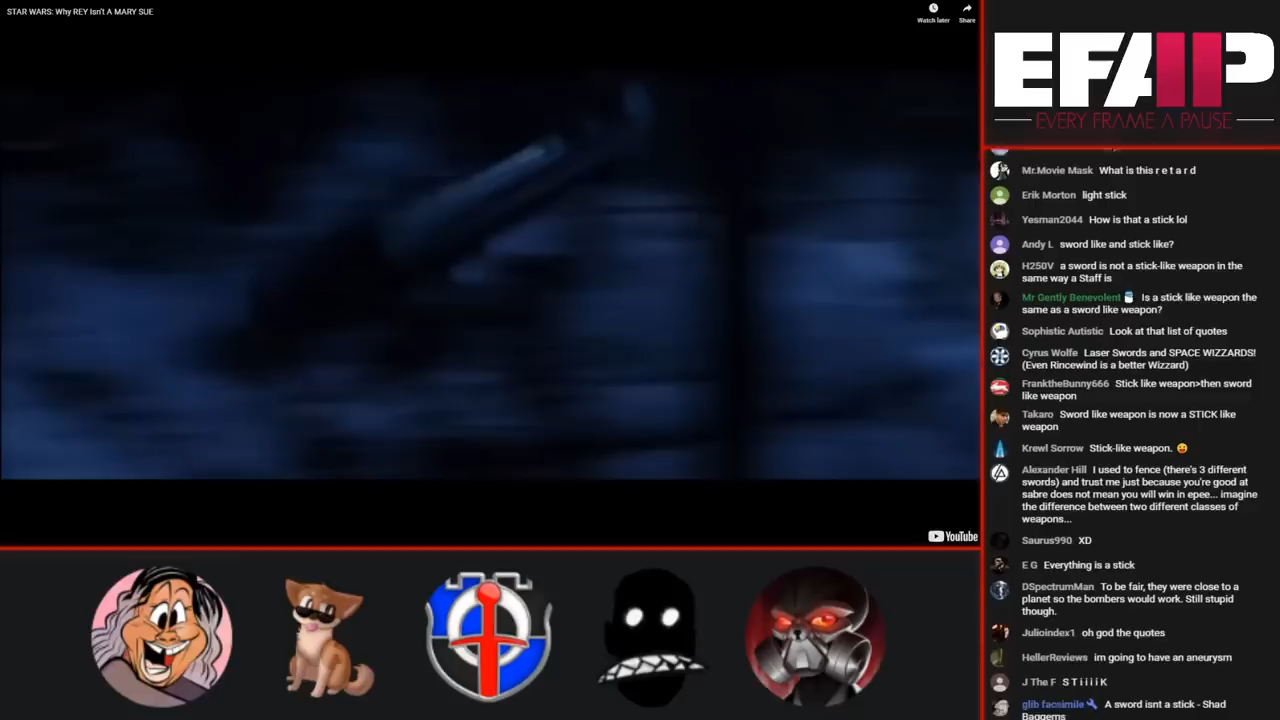 STAR WARS: Why REY Isn't A MARY SUE
Watch later
Share
EFAP
EVERY FRAME A PAUSE
Mr.Movie Mask What is this r e t a r d
Erik Morton light stick
Yesman2044 How is that a stick lol
Andy L sword like and stick like?
H250V a sword is not a stick-like weapon in the
same way a Staff is
Mr Gently Benevolent Is a stick like weapon the
same as a sword like weapon?
Sophistic Autistic Look at that list of quotes
Cyrus Wolfe Laser Swords and SPACE WIZZARDS!
(Even Rincewind is a better Wizzard)
FranktheBunny666 Stick like weapon>then sword
like weapon
Takaro Sword like weapon is now a STICK like
weapon
Krewl Sorrow Stick-like weapon. 😝
Alexander Hill I used to fence (there's 3 different
swords) and trust me just because you're good at
sabre does not mean you will win in epee... imagine
the difference between two different classes of
weapons...
Saurus990 XD
E G Everything is a stick
DSpectrumMan To be fair, they were close to a
planet so the bombers would work. Still stupid
though.
Julioindex1 oh god the quotes
HellerReviews im going to have an aneurysm
J The F S T i i i i K
glib facsimile A sword isnt a stick - Shad
Baggems
YouTube